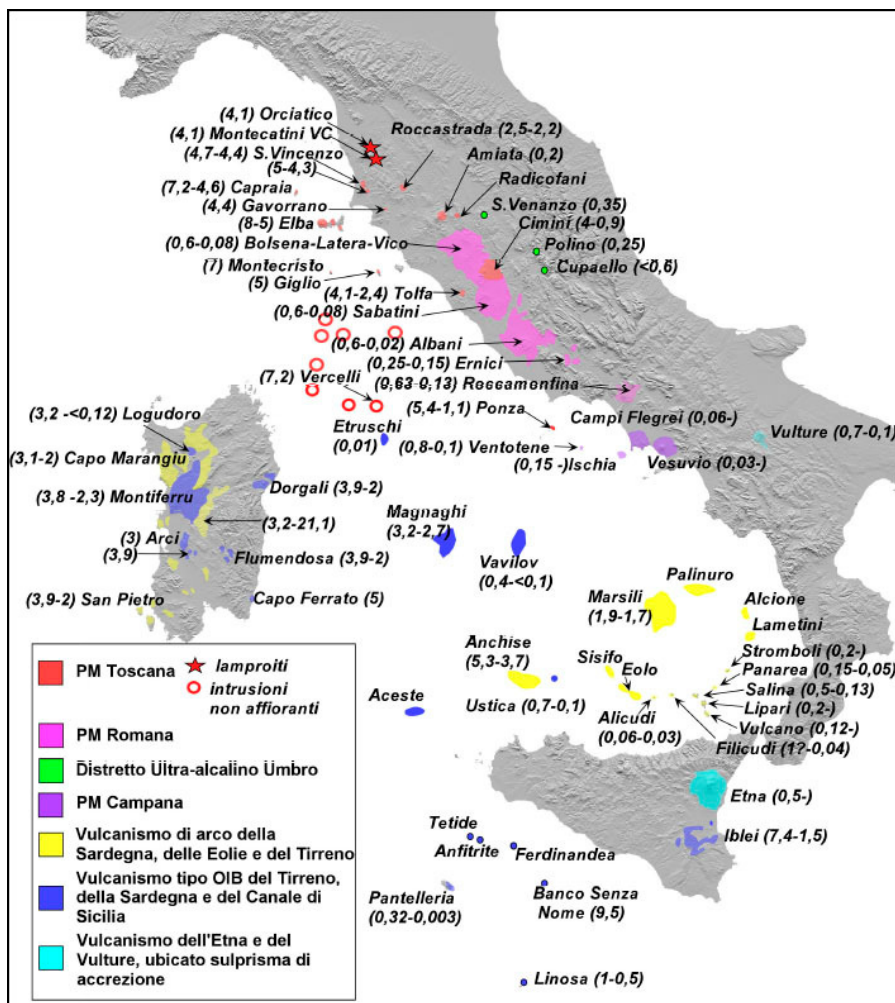 (4,1) Orciatico
(4,1) Montecatini VC
(4,7-4,4) S.Vincenzo
(5-4,3)
(7,2-4,6) Capraia
(4,4) Gavorrano
(8-5) Elba
(0,6-0,08) Bolsena-Latera-Vico
(7) Montecristo
(5) Giglio
(4,1-2,4) Tolfa
(0,6-0,08) Sabatini
(0,6-0,02) Albani
(0,25-0,15) Ernici
(7,2) Vercelli
(0,63-0,13) Roccamonfina
Roccastrada (2,5-2,2)
Amiata (0,2)
Radicofani
S.Venanzo (0,35)
Cimini (4-0,9)
Polino (0,25)
Cupaello (<0,6)
(5,4-1,1) Ponza
Campi Flegrei (0,06-)
Etruschi
(0,01)
(0,8-0,1) Ventotene
(0,15 -)Ischia
Vesuvio (0,03-)
Vulture (0,7-0,1)
(3,2 -<0,12) Logudoro
(3,1-2) Capo Marangiu
(3,8 -2,3) Montiferru
Dorgali (3,9-2)
(3,2-21,1)
(3) Arci
(3,9)
Flumendosa (3,9-2)
(3,9-2) San Pietro
Capo Ferrato (5)
Magnaghi
(3,2-2,7)
Vavilov
(0,4-<0,1)
Marsili
(1,9-1,7)
Palinuro
Alcione
Lametini
Stromboli (0,2-)
Panarea (0,15-0,05)
Salina (0,5-0,13)
Lipari (0,2-)
Vulcano (0,12-)
Filicudi (1?-0,04)
Anchise
(5,3-3,7)
Sisifo
Eolo
Aceste
Ustica (0,7-0,1)
Alicudi
(0,06-0,03)
Etna (0,5-)
Iblei (7,4-1,5)
Tetide
Anfitrite
Ferdinandea
Pantelleria
(0,32-0,003)
Banco Senza
Nome (9,5)
Linosa (1-0,5)
PM Toscana
lamproiti
intrusioni
non affioranti
PM Romana
Distretto Ultra-alcalino Umbro
PM Campana
Vulcanismo di arco della
Sardegna, delle Eolie e del Tirreno
Vulcanismo tipo OIB del Tirreno,
della Sardegna e del Canale di
Sicilia
Vulcanismo dell'Etna e del
Vulture, ubicato sulprisma di
accrezione